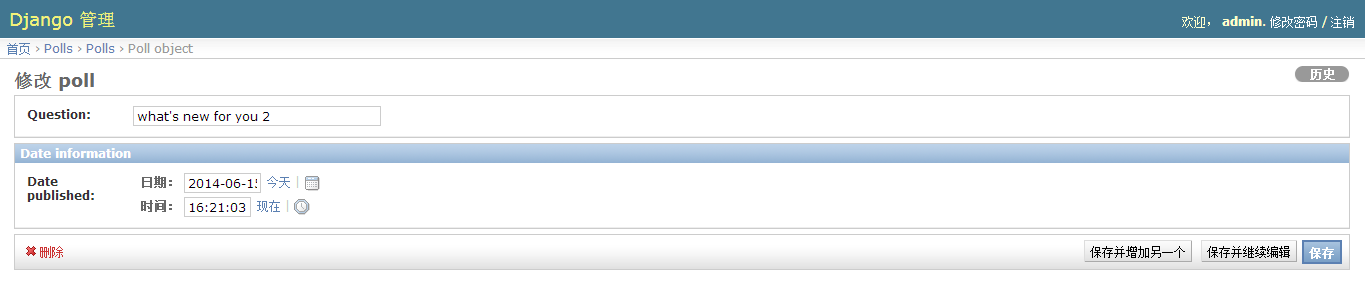 Django 管理
欢迎， admin. 修改密码 / 注销
首页 › Polls › Polls › Poll object
修改 poll
历史
Question: what's new for you 2
Date information
Date published:
日期： 2014-06-15 今天 |
时间： 16:21:03 现在 |
删除
保存并增加另一个 保存并继续编辑 保存